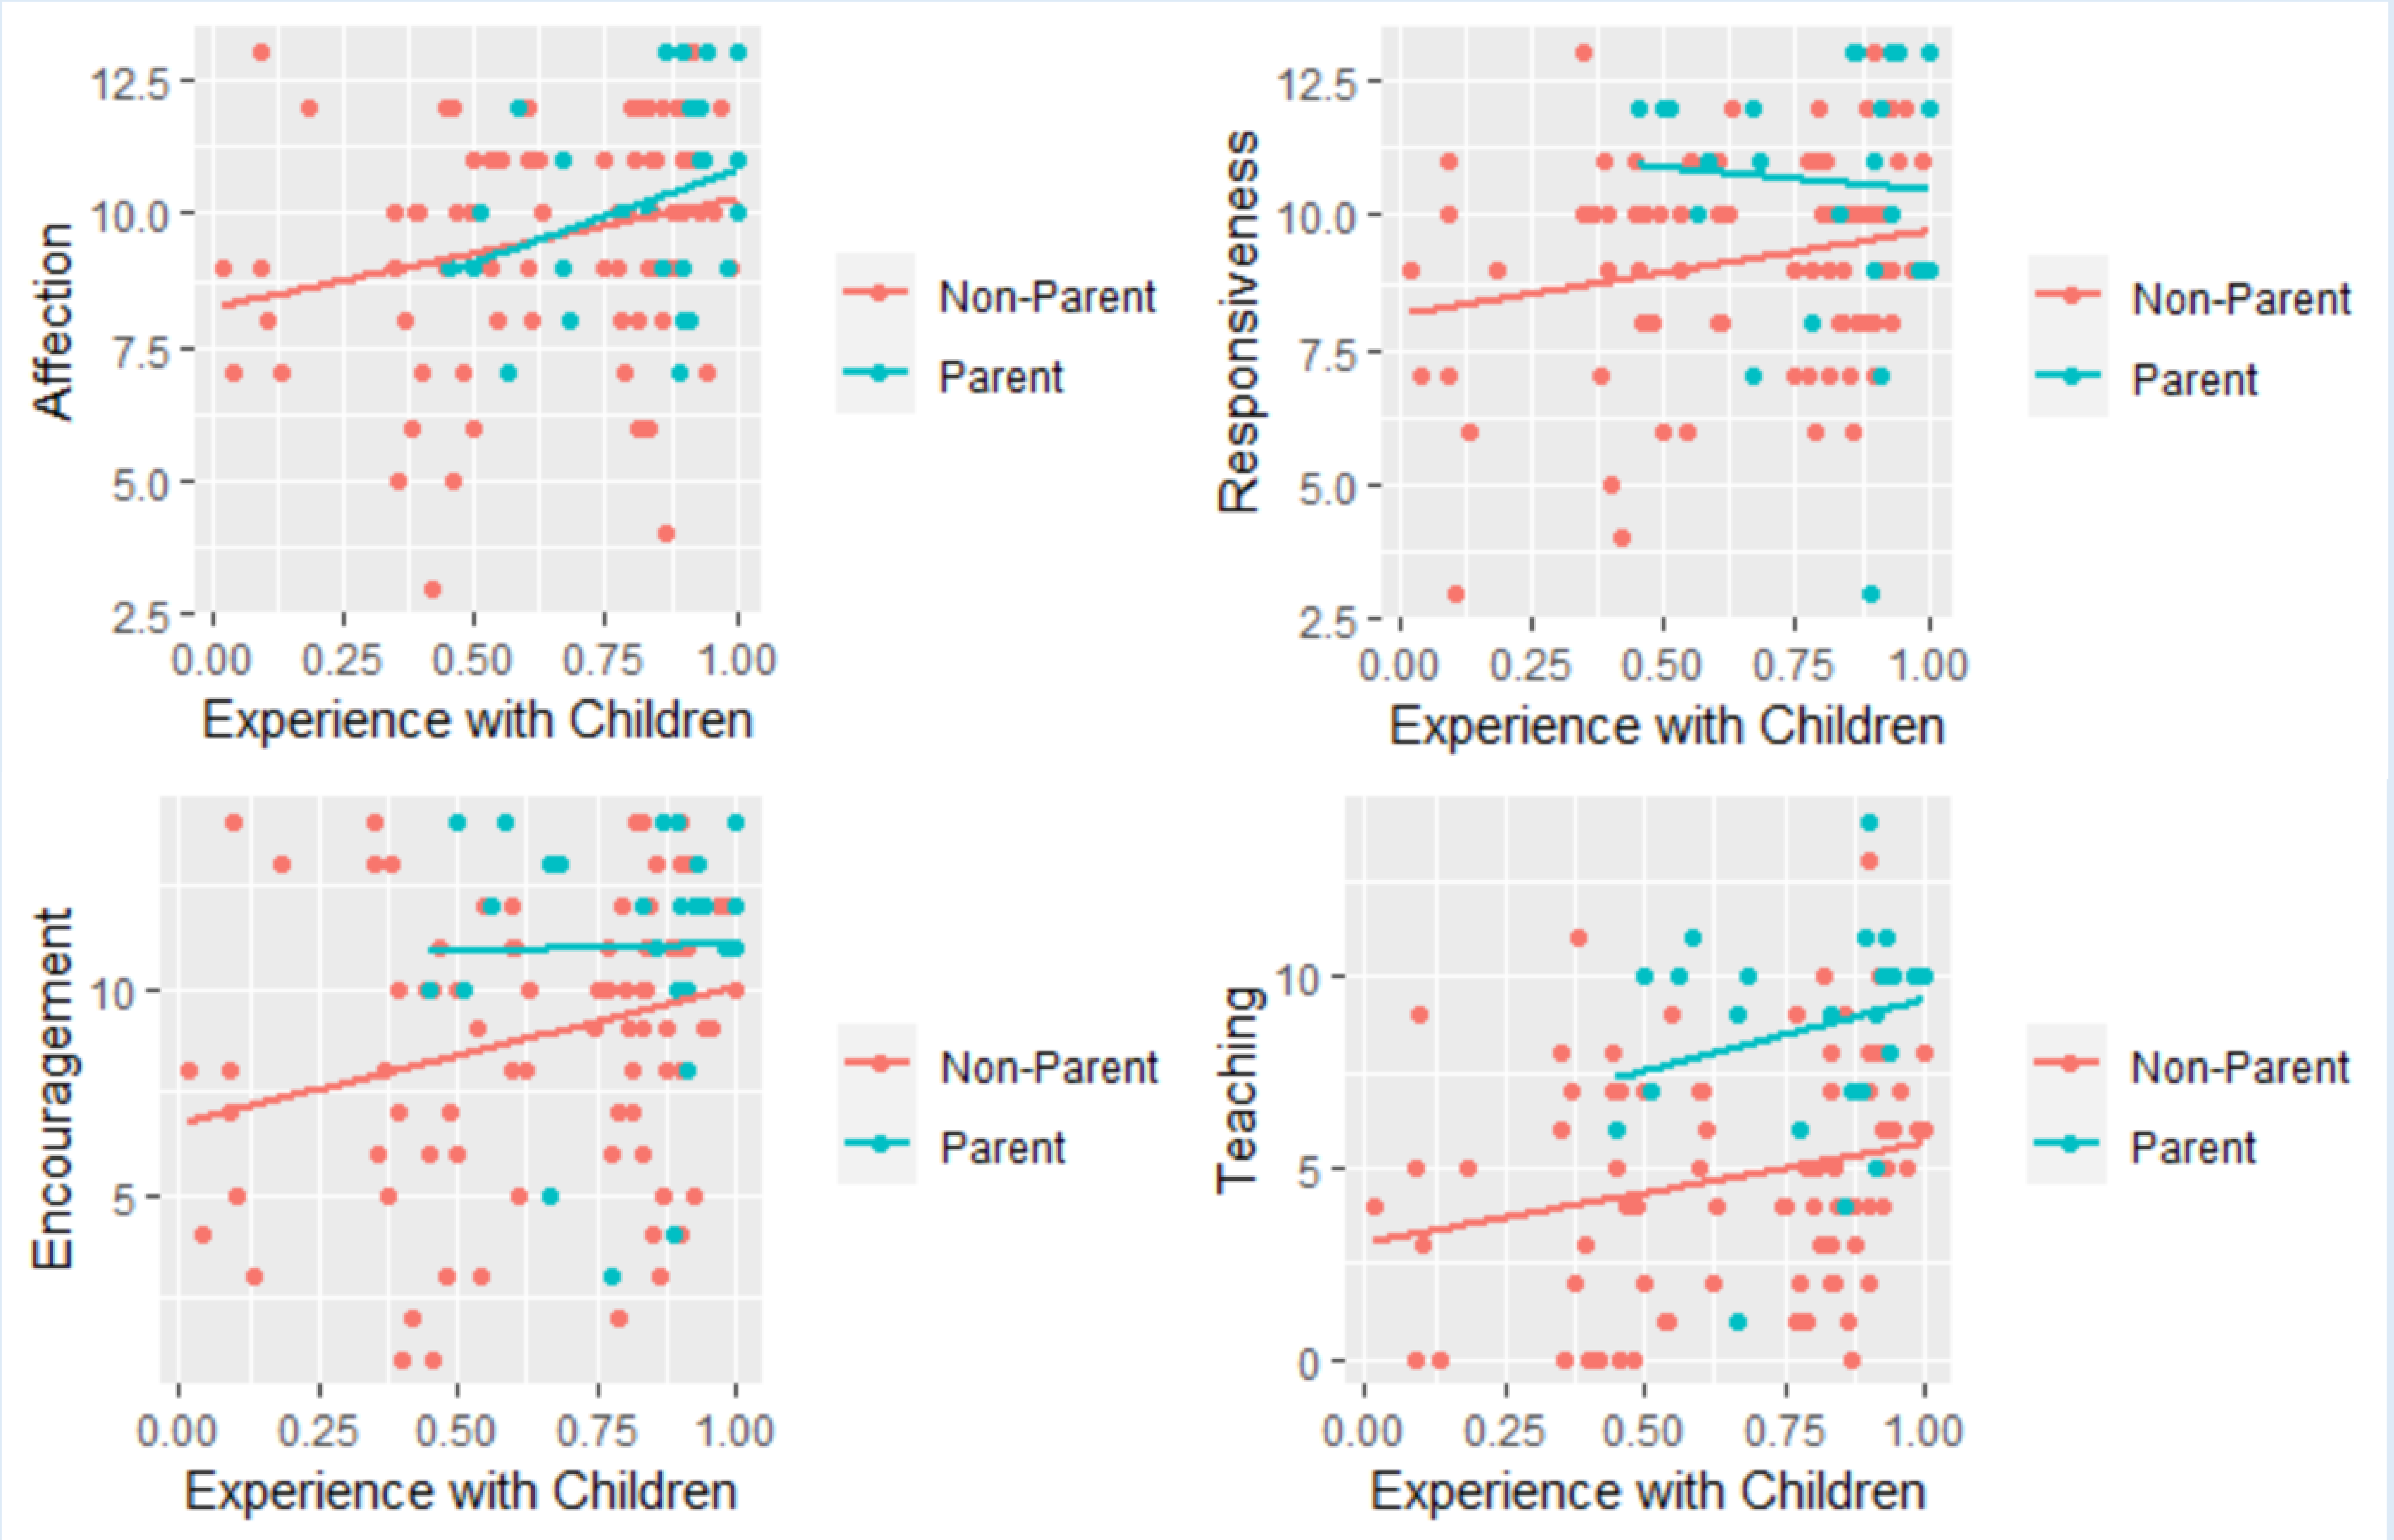 Affection
12.5
10.0
7.5
5.0
2.5
0.00 0.25 0.50 0.75 1.00
Experience with Children
Non-Parent
Parent
Responsiveness
12.5
10.0
7.5
5.0
2.5
0.00 0.25 0.50 0.75 1.00
Experience with Children
Non-Parent
Parent
Encouragement
10
5
0.00 0.25 0.50 0.75 1.00
Experience with Children
Non-Parent
Parent
Teaching
10
5
0
0.00 0.25 0.50 0.75 1.00
Experience with Children
Non-Parent
Parent